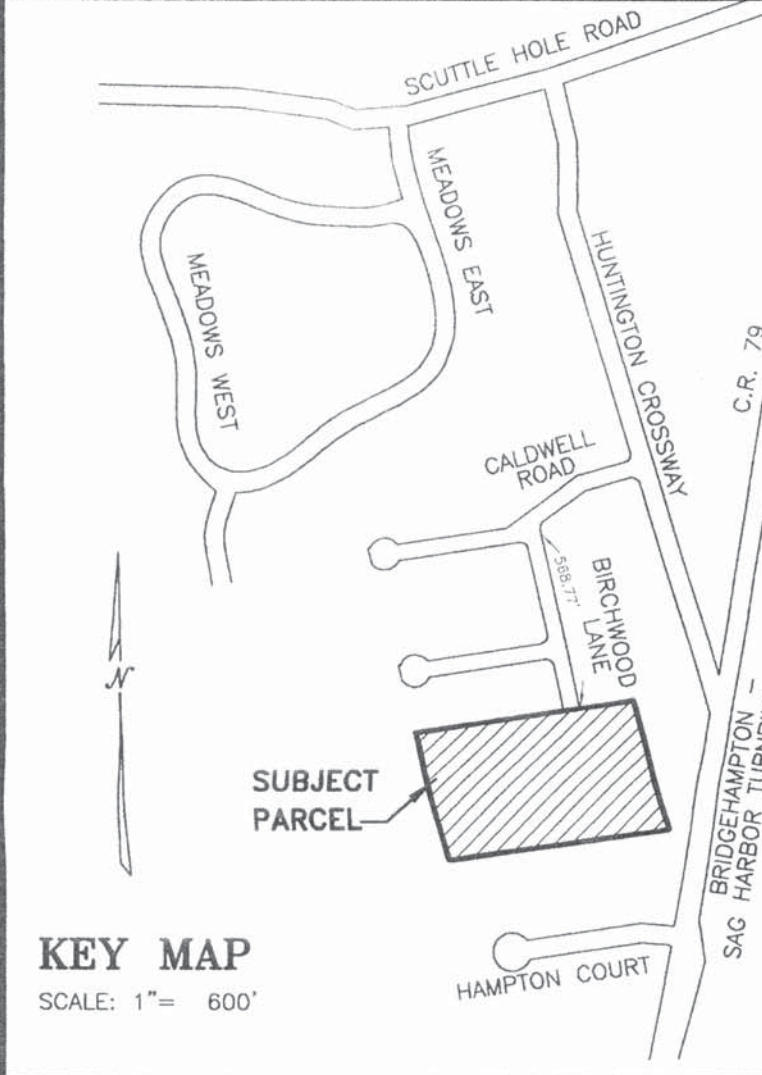 SCUTTLE HOLE ROAD
MEADOWS EAST
MEADOWS WEST
HUNTINGTON CROSSWAY
C.R. 79
CALDWELL
ROAD
568.77'
BIRCHWOOD
LANE
N
SUBJECT
PARCEL
BRIDGEHAMPTON –
SAG HARBOR
HAMPTON COURT
KEY MAP
SCALE: 1"= 600'